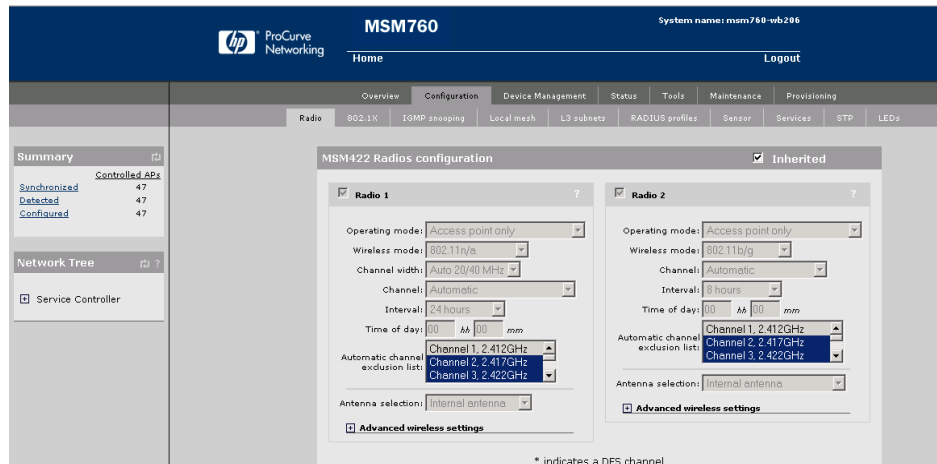 hp ProCurve Networking
MSM760
System name: msm760-wb206
Home
Logout
Overview Configuration Device Management Status Tools Maintenance Provisioning
Radio 802.1X IGMP snooping Local mesh L3 subnets RADIUS profiles Sensor Services STP LEDs
Summary
Controlled APs
Synchronized 47
Detected 47
Configured 47
Network Tree ?
+ Service Controller
MSM422 Radios configuration
Inherited
Radio 1 ?
Operating mode: Access point only
Wireless mode: 802.11n/a
Channel width: Auto 20/40 MHz
Channel: Automatic
Interval: 24 hours
Time of day: 00 hh 00 mm
Automatic channel exclusion list:
Channel 1, 2.412GHz
Channel 2, 2.417GHz
Channel 3, 2.422GHz
Antenna selection: Internal antenna
+ Advanced wireless settings
Radio 2 ?
Operating mode: Access point only
Wireless mode: 802.11b/g
Channel: Automatic
Interval: 8 hours
Time of day: 00 hh 00 mm
Automatic channel exclusion list:
Channel 1, 2.412GHz
Channel 2, 2.417GHz
Channel 3, 2.422GHz
Antenna selection: Internal antenna
+ Advanced wireless settings
* indicates a DFS channel